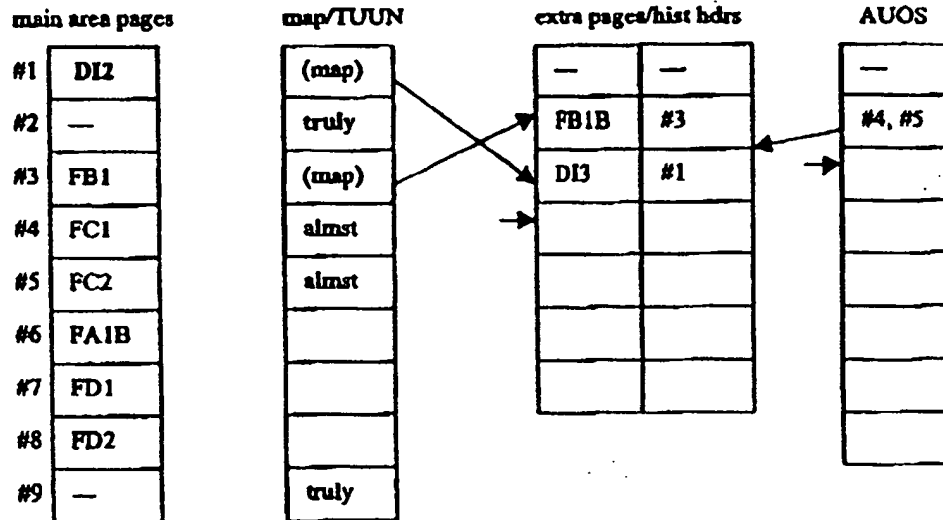 main area pages map/TUUN extra pages/hist hdrs AUOS
#1 DI2 (map) — — —
#2 — truly FB1B #3 #4, #5
#3 FB1 (map) DI3 #1
#4 FC1 almst
#5 FC2 almst
#6 FA1B
#7 FD1
#8 FD2
#9 — truly